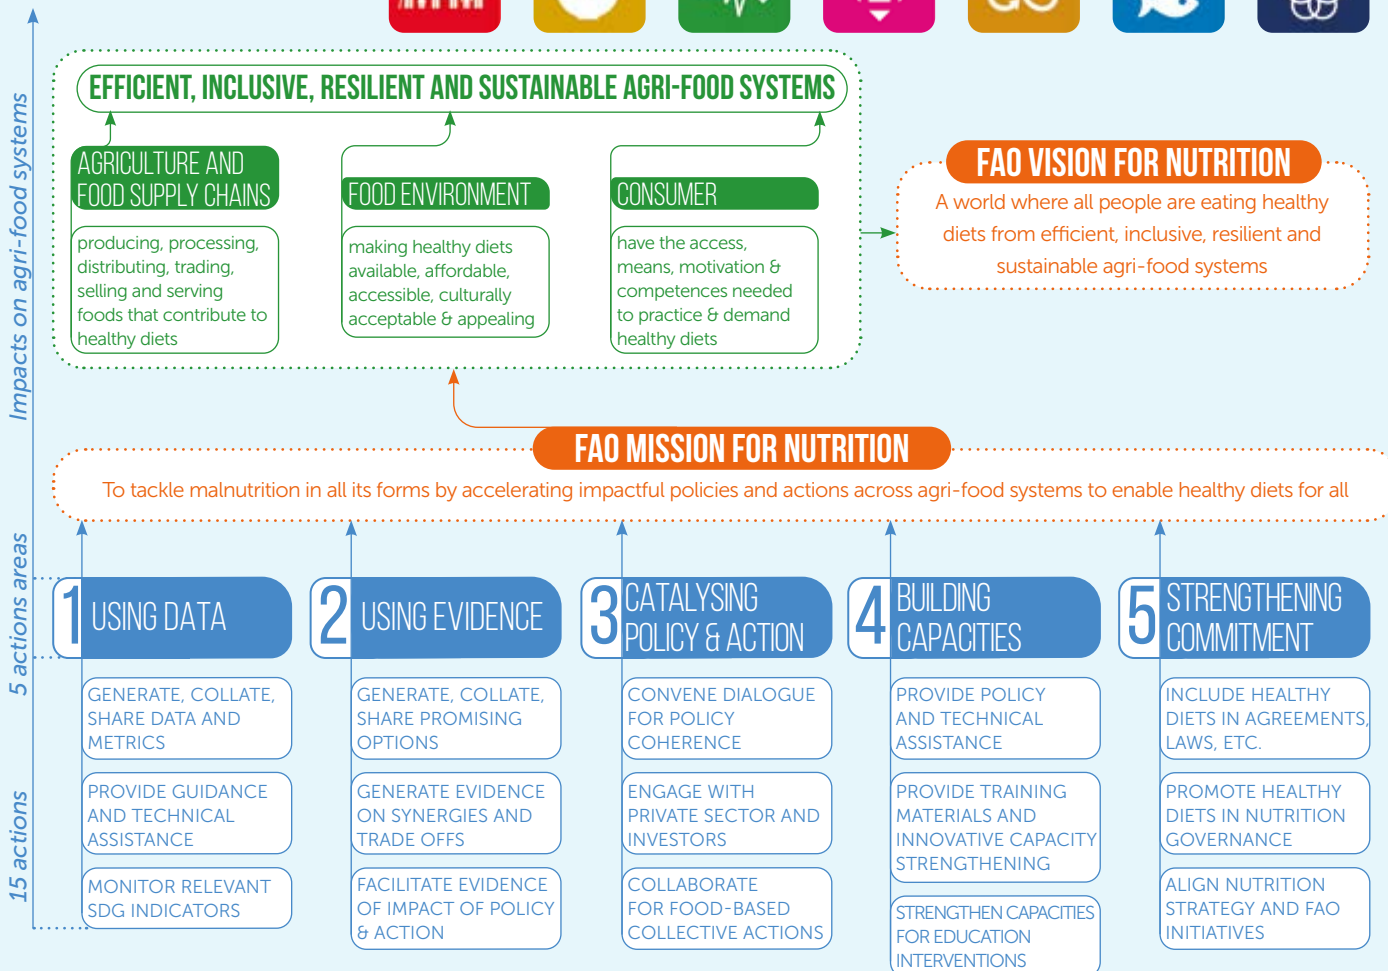 EFFICIENT, INCLUSIVE, RESILIENT AND SUSTAINABLE AGRI-FOOD SYSTEMS
AGRICULTURE AND
FOOD SUPPLY CHAINS
producing, processing,
distributing, trading,
selling and serving
foods that contribute to
healthy diets
FOOD ENVIRONMENT
making healthy diets
available, affordable,
accessible, culturally
acceptable & appealing
CONSUMER
have the access,
means, motivation &
competences needed
to practice & demand
healthy diets
FAO VISION FOR NUTRITION
A world where all people are eating healthy
diets from efficient, inclusive, resilient and
sustainable agri-food systems
Impacts on agri-food systems
FAO MISSION FOR NUTRITION
To tackle malnutrition in all its forms by accelerating impactful policies and actions across agri-food systems to enable healthy diets for all
5 actions areas
1 USING DATA
2 USING EVIDENCE
3 CATALYSING
POLICY & ACTION
4 BUILDING
CAPACITIES
5 STRENGTHENING
COMMITMENT
15 actions
GENERATE, COLLATE,
SHARE DATA AND
METRICS
PROVIDE GUIDANCE
AND TECHNICAL
ASSISTANCE
MONITOR RELEVANT
SDG INDICATORS
GENERATE, COLLATE,
SHARE PROMISING
OPTIONS
GENERATE EVIDENCE
ON SYNERGIES AND
TRADE OFFS
FACILITATE EVIDENCE
OF IMPACT OF POLICY
& ACTION
CONVENE DIALOGUE
FOR POLICY
COHERENCE
ENGAGE WITH
PRIVATE SECTOR AND
INVESTORS
COLLABORATE
FOR FOOD-BASED
COLLECTIVE ACTIONS
PROVIDE POLICY
AND TECHNICAL
ASSISTANCE
PROVIDE TRAINING
MATERIALS AND
INNOVATIVE CAPACITY
STRENGTHENING
STRENGTHEN CAPACITIES
FOR EDUCATION
INTERVENTIONS
INCLUDE HEALTHY
DIETS IN AGREEMENTS,
LAWS, ETC.
PROMOTE HEALTHY
DIETS IN NUTRITION
GOVERNANCE
ALIGN NUTRITION
STRATEGY AND FAO
INITIATIVES